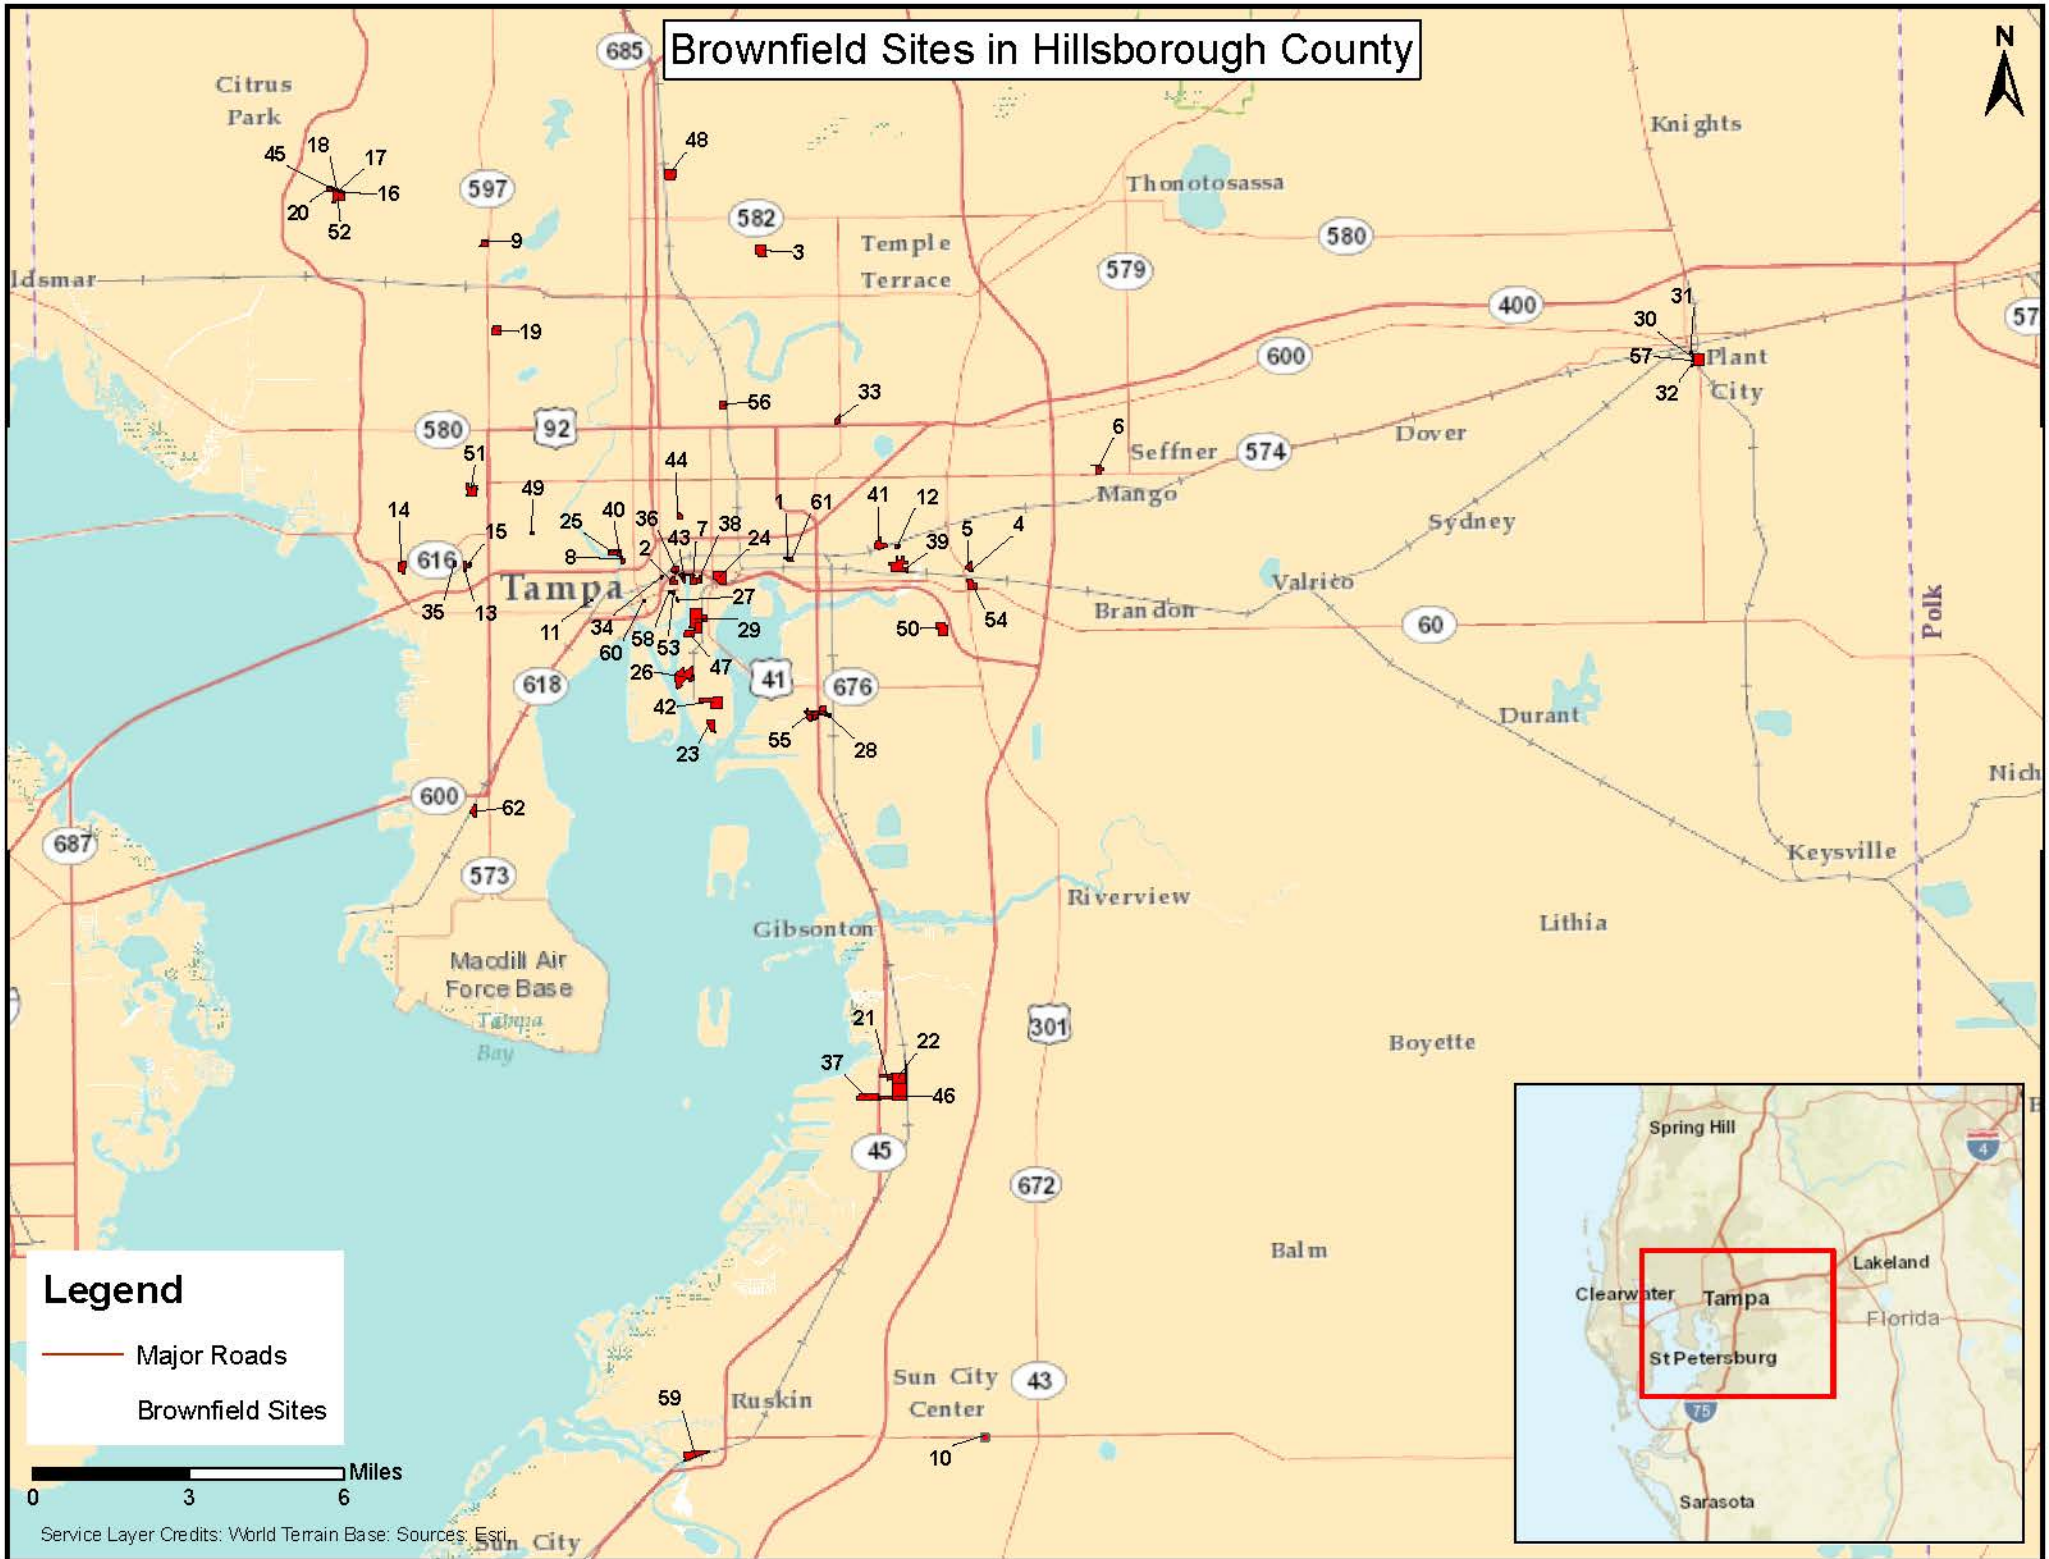 Brownfield Sites in Hillsborough County
N
685
Citrus
Park
Knights
48
18
45
17
16
20
52
597
Thonotosassa
582
580
9
3
Temple
Terrace
579
ldsmar
31
400
30
57
19
600
57
Plant
32
City
56
33
580
92
6
Dover
51
44
Seffner
574
49
Mango
14
15
25
40
36
43
7
38
1
61
41
12
Sydney
5
4
2
24
39
8
616
Tampa
Valrico
35
13
11
34
27
Brandon
54
60
Polk
58
53
29
50
60
47
26
618
41
676
42
Durant
23
55
28
Nich
600
62
687
573
Keysville
Riverview
Gibsonton
Lithia
Macdill Air
Force Base
Tampa
Bay
21
301
22
Boyette
37
46
45
672
Balm
59
Ruskin
Sun City
Center
43
10
Sun City
Legend
Major Roads
Brownfield Sites
Miles
0
3
6
Service Layer Credits: World Terrain Base: Sources: Esri,
Spring Hill
4
Lakeland
Clearwater
Tampa
Florida
St Petersburg
75
Sarasota